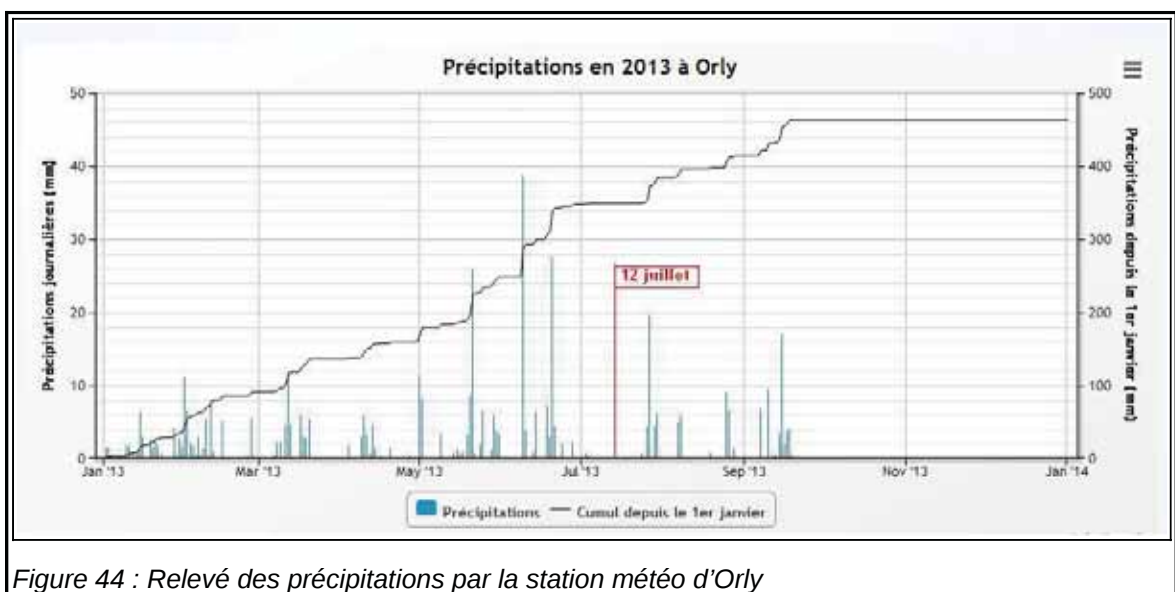 Précipitations en 2013 à Orly
Précipitations journalières (mm)
50
40
30
20
10
0
500
400
300
200
100
0
Précipitations depuis le 1er janvier (mm)
12 juillet
Jan '13
Mar '13
May '13
Jul '13
Sep '13
Nov '13
Jan '14
Précipitations
Cumul depuis le 1er janvier
Figure 44 : Relevé des précipitations par la station météo d'Orly